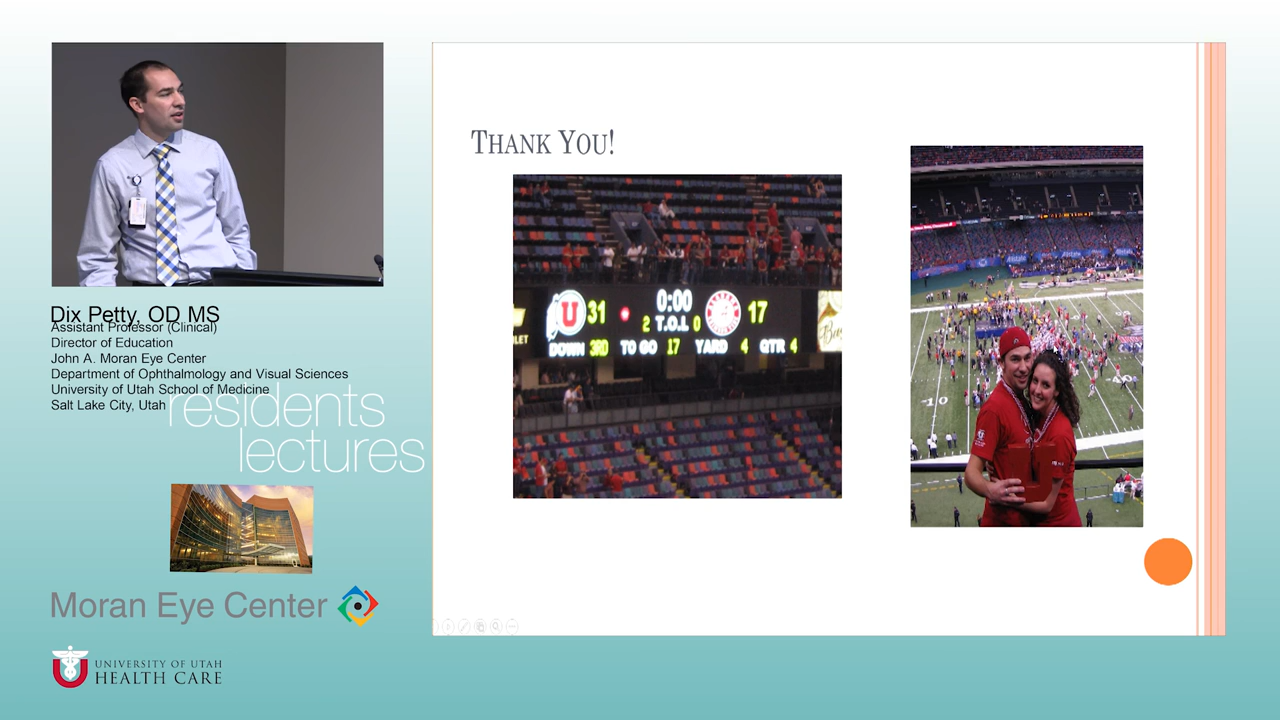 Dix Petty, OD MS
Assistant Professor (Clinical)
Director of Education
John A. Moran Eye Center
Department of Ophthalmology and Visual Sciences
University of Utah School of Medicine
Salt Lake City, Utah
residents
lectures
Moran Eye Center
UNIVERSITY OF UTAH
HEALTH CARE
THANK YOU!
U 31 0:00 17
2 T.O.L 0
DOWN 3RD TO GO 17 YARD 4 QTR 4